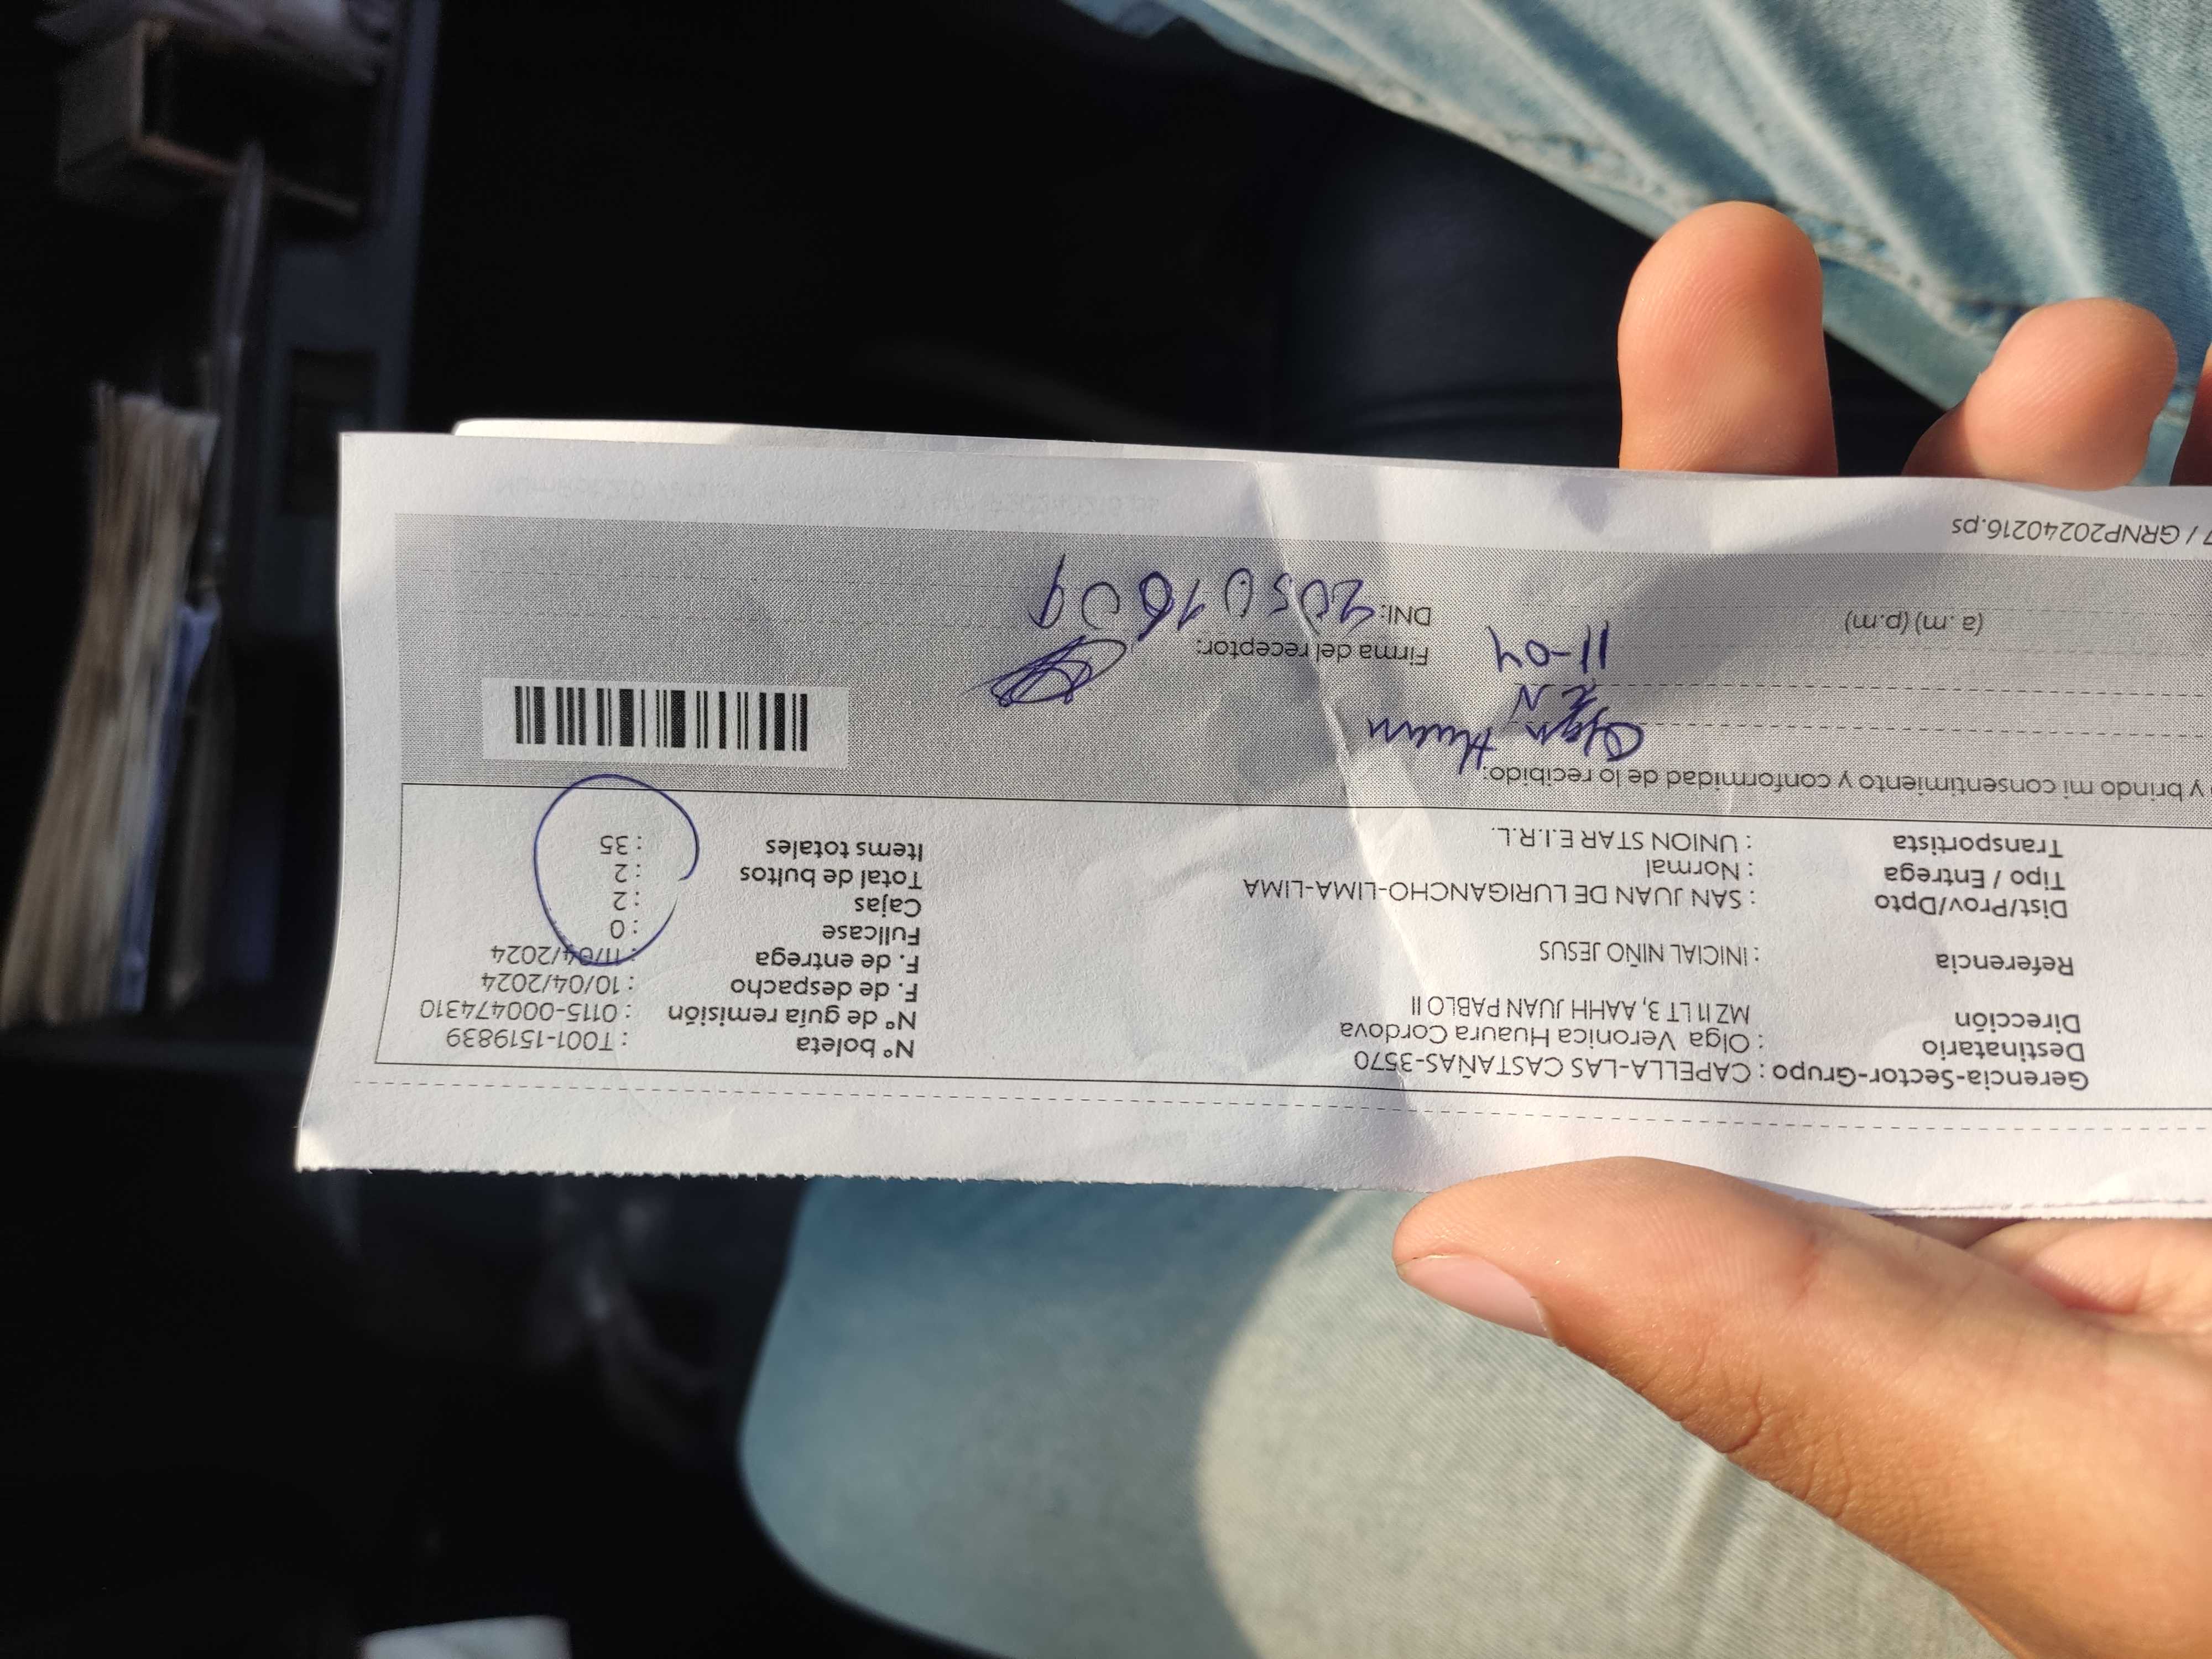 Gerencia-Sector-Grupo : CAPELLA-LAS CASTAÑAS-3570
Destinatario : Olga Veronica Huaura Cordova
Dirección MZ I1 LT 3, AAHH JUAN PABLO II
Referencia : INICIAL NIÑO JESUS
Dist/Prov/Dpto : SAN JUAN DE LURIGANCHO-LIMA-LIMA
Tipo / Entrega : Normal
Transportista : UNION STAR E.I.R.L.
Nº boleta : T001-1519839
Nº de guía remisión : 0115-000474310
F. de despacho : 10/04/2024
F. de entrega : 11/04/2024
Fullcase : 0
Cajas : 2
Total de bultos : 2
Items totales : 35
y brindo mi consentimiento y conformidad de lo recibido:
Olga
11-04
(a .m) (p.m)
Firma del receptor:
DNI:
7 / GRNP20240216.ps